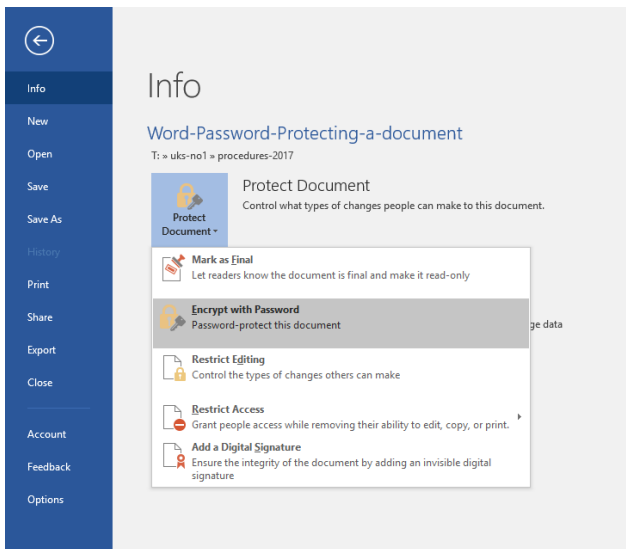 Info
New
Open
Save
Save As
History
Print
Share
Export
Close
Account
Feedback
Options
Info
Word-Password-Protecting-a-document
T: » uks-no1 » procedures-2017
Protect
Document
Protect Document
Control what types of changes people can make to this document.
Mark as Final
Let readers know the document is final and make it read-only
Encrypt with Password
Password-protect this document
Restrict Editing
Control the types of changes others can make
Restrict Access
Grant people access while removing their ability to edit, copy, or print.
Add a Digital Signature
Ensure the integrity of the document by adding an invisible digital
signature
data